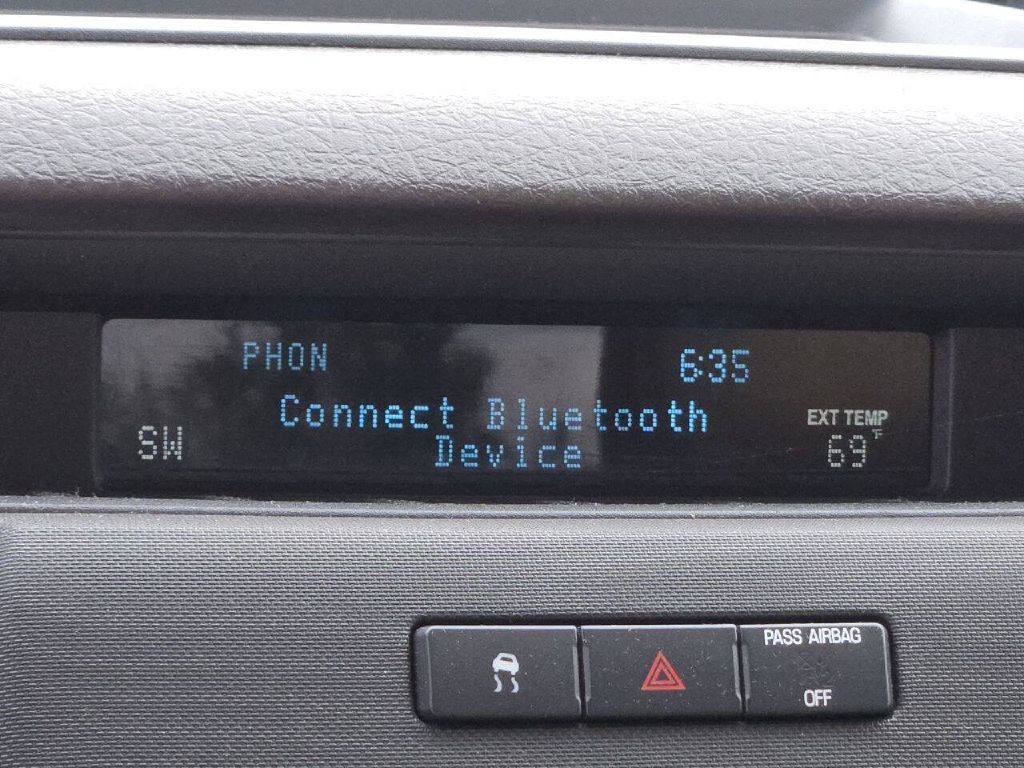 PHON 6:35
Connect Bluetooth
Device
SW
EXT TEMP
69°F
PASS AIRBAG
OFF